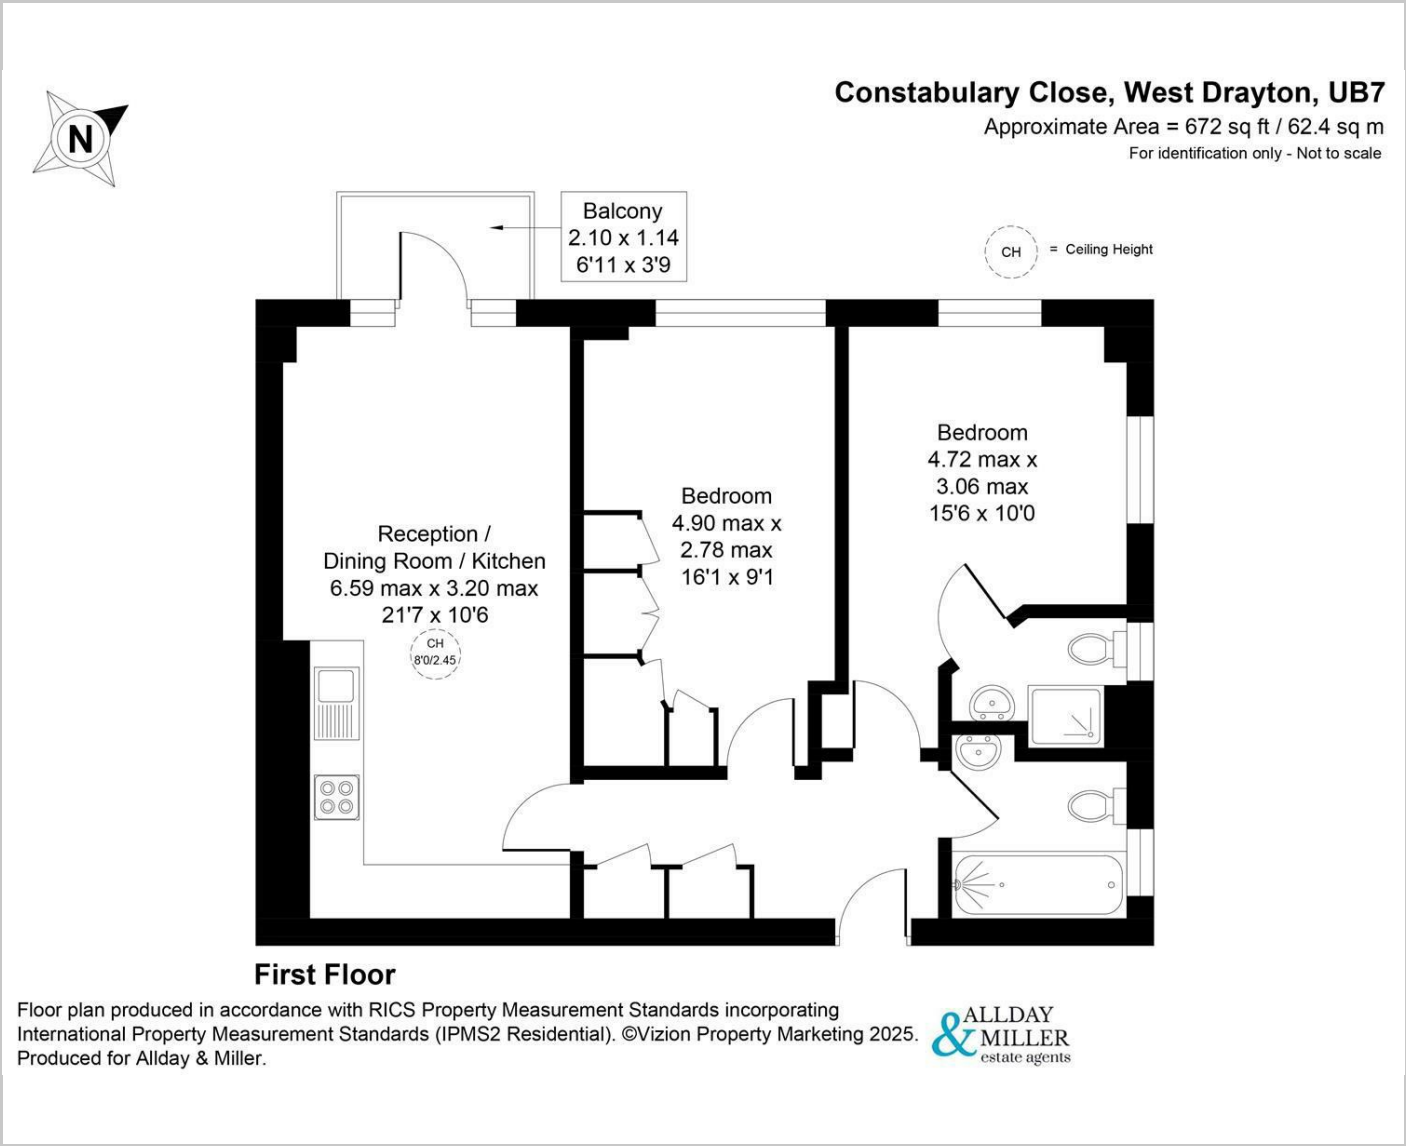 N
Constabulary Close, West Drayton, UB7
Approximate Area = 672 sq ft / 62.4 sq m
For identification only - Not to scale
Balcony
2.10 x 1.14
6'11 x 3'9
CH = Ceiling Height
Bedroom
4.72 max x
3.06 max
15'6 x 10'0
Bedroom
4.90 max x
2.78 max
16'1 x 9'1
Reception /
Dining Room / Kitchen
6.59 max x 3.20 max
21'7 x 10'6
CH
8'0/2.45
First Floor
Floor plan produced in accordance with RICS Property Measurement Standards incorporating
International Property Measurement Standards (IPMS2 Residential). ©Vizion Property Marketing 2025.
Produced for Allday & Miller.
ALLDAY
& MILLER
estate agents